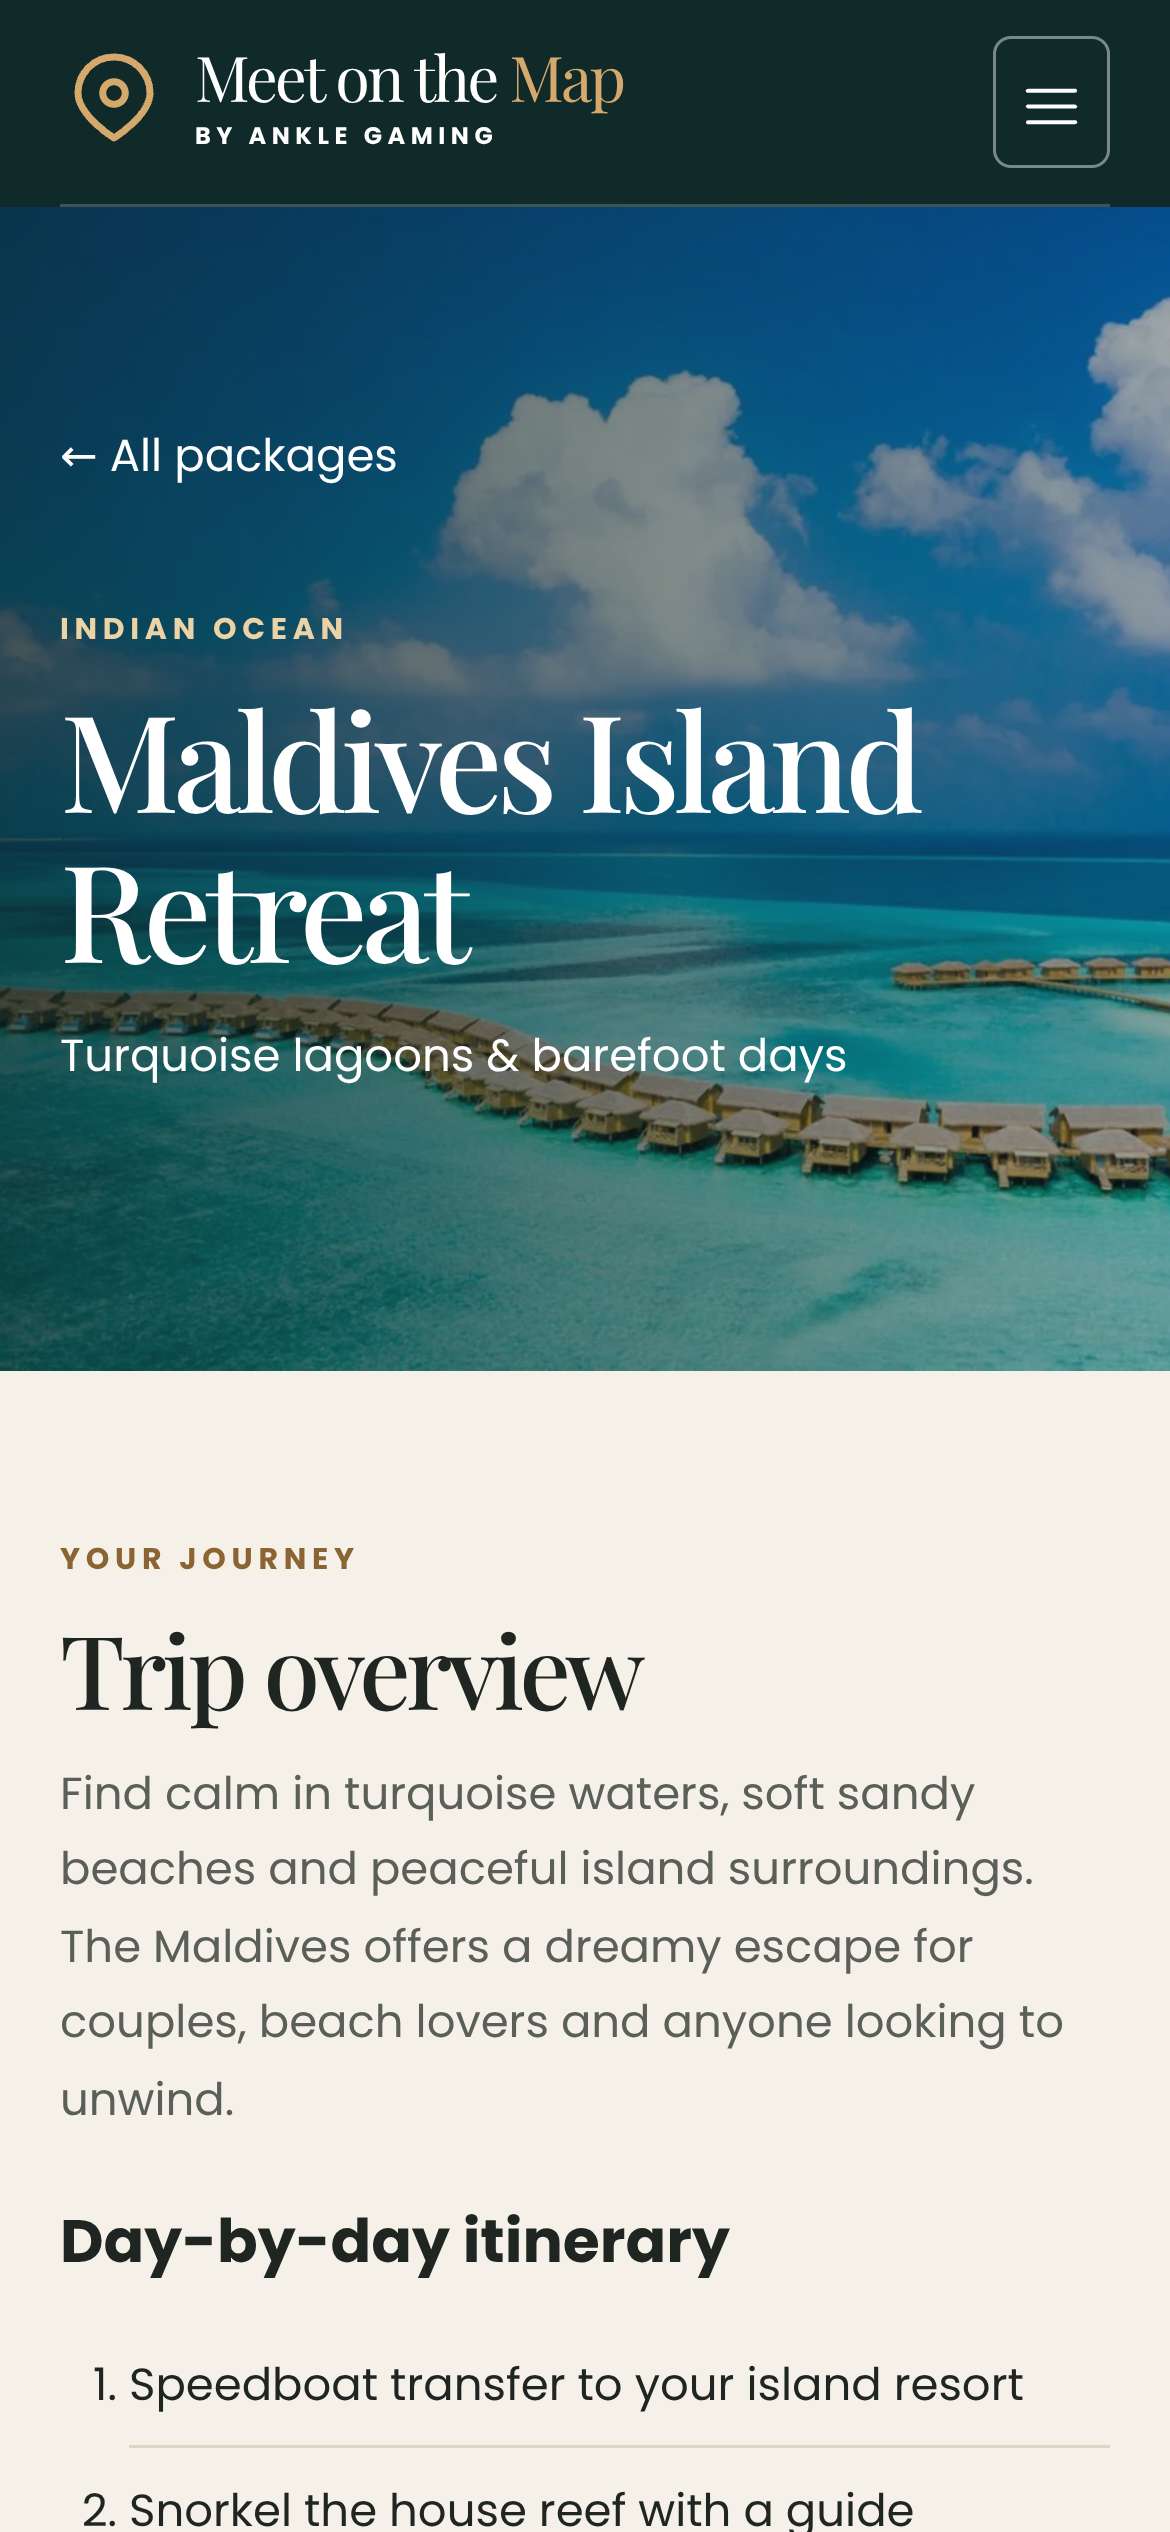 Meet on the Map
BY ANKLE GAMING
← All packages
INDIAN OCEAN
Maldives Island
Retreat
Turquoise lagoons & barefoot days
YOUR JOURNEY
Trip overview
Find calm in turquoise waters, soft sandy
beaches and peaceful island surroundings.
The Maldives offers a dreamy escape for
couples, beach lovers and anyone looking to
unwind.
Day-by-day itinerary
1. Speedboat transfer to your island resort
2. Snorkel the house reef with a guide